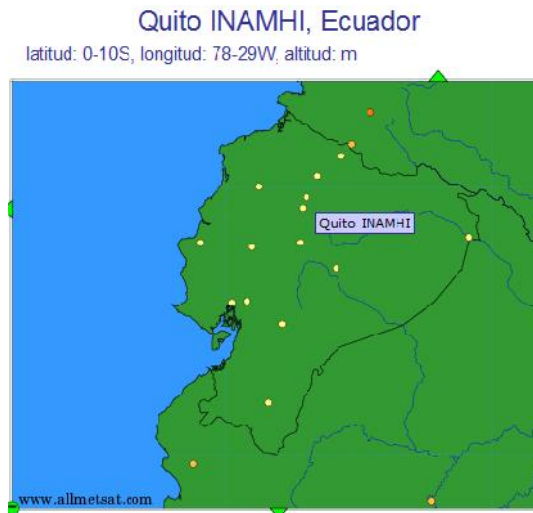 Quito INAMHI, Ecuador
latitud: 0-10S, longitud: 78-29W, altitud: m
Quito INAMHI
www.allmetsat.com